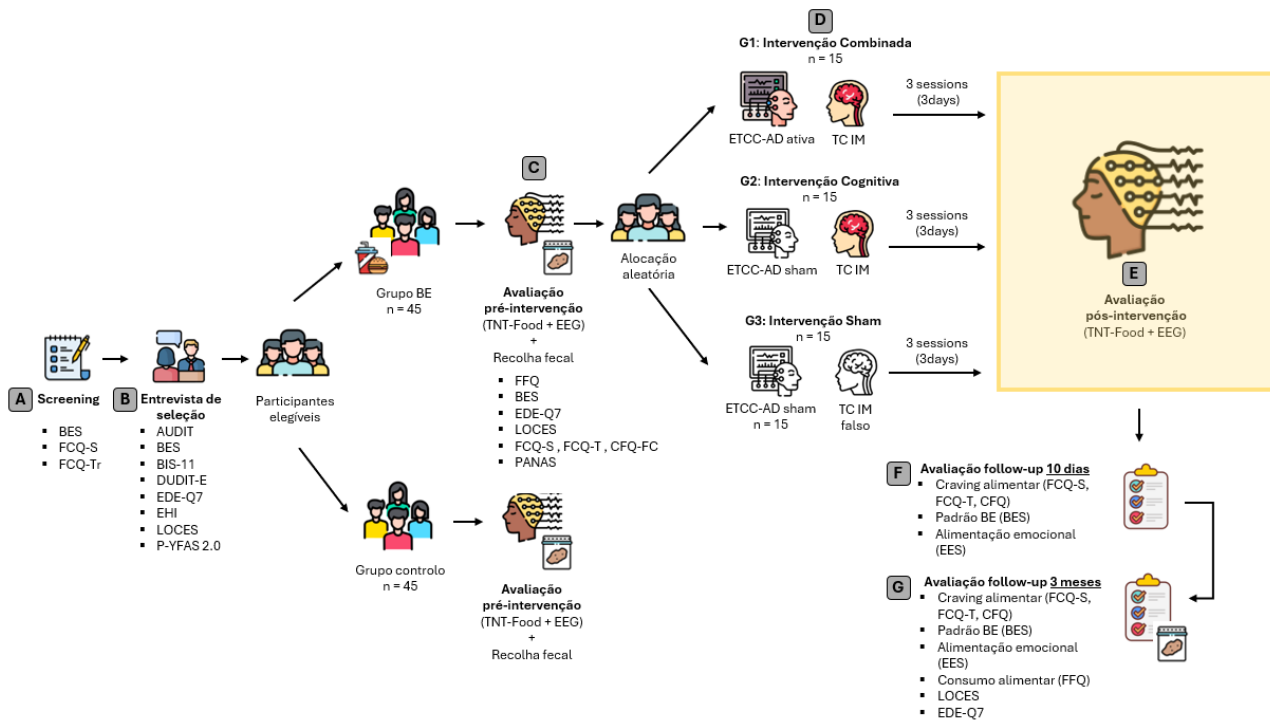 A Screening
▪ BES
▪ FCQ-S
▪ FCQ-Tr
B Entrevista de
seleção
▪ AUDIT
▪ BES
▪ BIS-11
▪ DUDIT-E
▪ EDE-Q7
▪ EHI
▪ LOCES
▪ P-YFAS 2.0
Participantes
elegíveis
Grupo BE
n = 45
Grupo controlo
n = 45
C
Avaliação
pré-intervenção
(TNT-Food + EEG)
+
Recolha fecal
▪ FFQ
▪ BES
▪ EDE-Q7
▪ LOCES
▪ FCQ-S , FCQ-T, CFQ-FC
▪ PANAS
Avaliação
pré-intervenção
(TNT-Food + EEG)
+
Recolha fecal
Alocação
aleatória
D
G1: Intervenção Combinada
n = 15
ETCC-AD ativa
TC IM
3 sessions
(3days)
G2: Intervenção Cognitiva
n = 15
ETCC-AD sham
TC IM
3 sessions
(3days)
G3: Intervenção Sham
n = 15
ETCC-AD sham
n = 15
TC IM
falso
3 sessions
(3days)
E
Avaliação
pós-intervenção
(TNT-Food + EEG)
F Avaliação follow-up 10 dias
▪ Craving alimentar (FCQ-S,
FCQ-T, CFQ)
▪ Padrão BE (BES)
▪ Alimentação emocional
(EES)
G Avaliação follow-up 3 meses
▪ Craving alimentar (FCQ-S,
FCQ-T, CFQ)
▪ Padrão BE (BES)
▪ Alimentação emocional
(EES)
▪ Consumo alimentar (FFQ)
▪ LOCES
▪ EDE-Q7